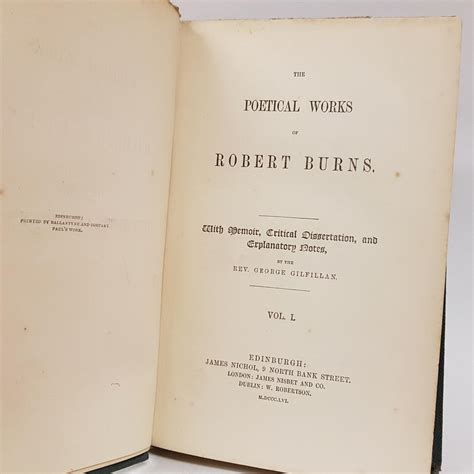 EDINBURGH:
PRINTED BY BALLANTYNE AND COMPANY
PAUL'S WORK.
THE
POETICAL WORKS
OF
ROBERT BURNS.
With Memoir, Critical Dissertation, and
Explanatory Notes,
BY THE
REV. GEORGE GILFILLAN.
VOL. I.
EDINBURGH:
JAMES NICHOL, 9 NORTH BANK STREET.
LONDON: JAMES NISBET AND CO.
DUBLIN: W. ROBERTSON.
M.DCCC.LVI.